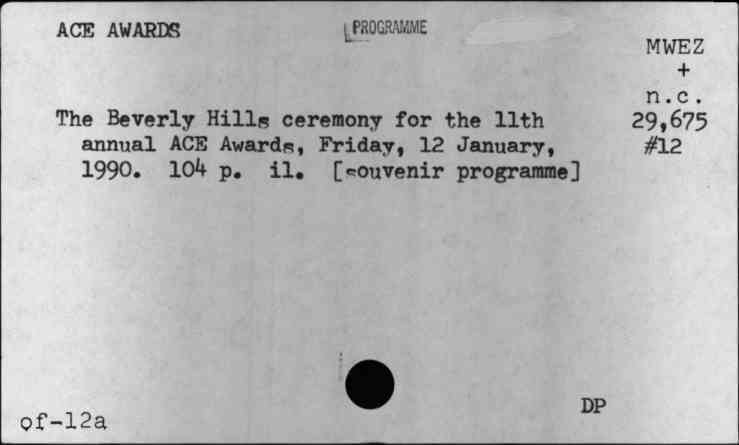 ACE AWARDS
PROGRAMME
MWEZ
+
n.c.
29,675
#12
The Beverly Hills ceremony for the 11th
annual ACE Awards, Friday, 12 January,
1990. 104 p. il. [souvenir programme]
DP
of-12a